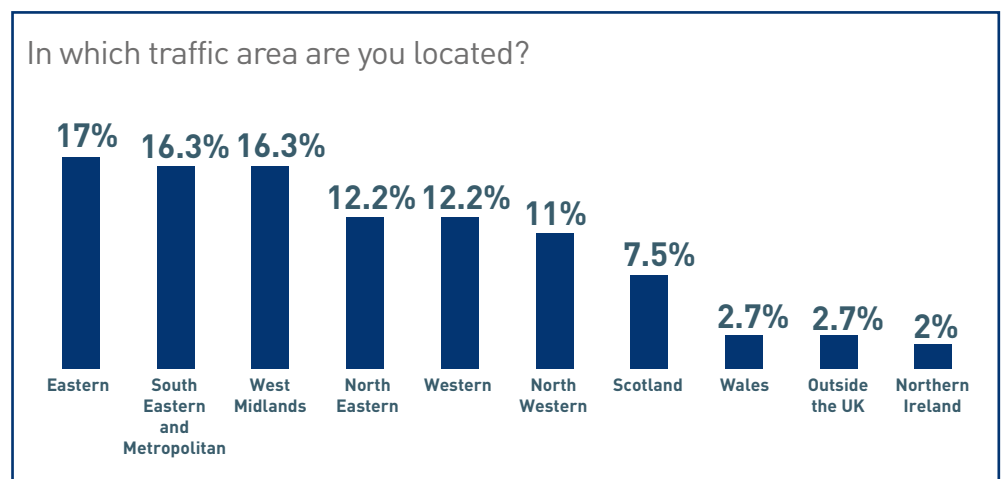 In which traffic area are you located?
17%
16.3%
16.3%
12.2%
12.2%
11%
7.5%
2.7%
2.7%
2%
Eastern
South
Eastern
and
Metropolitan
West
Midlands
North
Eastern
Western
North
Western
Scotland
Wales
Outside
the UK
Northern
Ireland